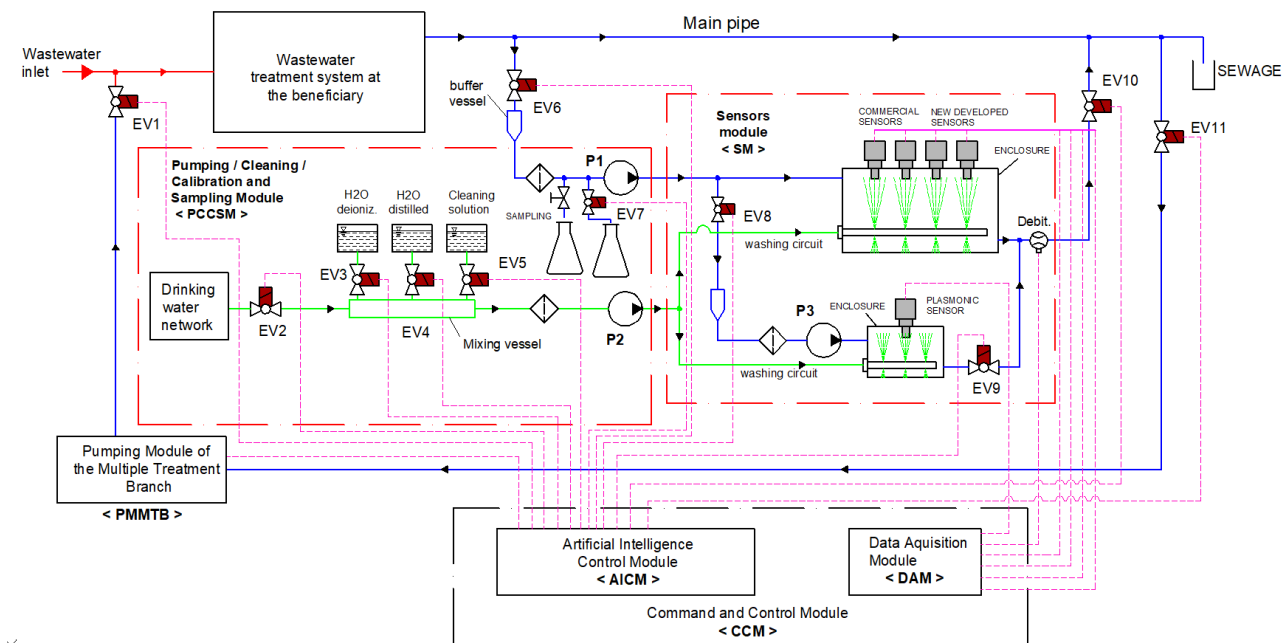 Main pipe
Wastewater
inlet
Wastewater
treatment system at
the beneficiary
SEWAGE
EV1
buffer
vessel
EV6
EV10
EV11
Sensors
module
< SM >
COMMERCIAL
SENSORS
NEW DEVELOPED
SENSORS
ENCLOSURE
Pumping / Cleaning /
Calibration and
Sampling Module
< PCCSM >
P1
H2O
deioniz.
H2O
distilled
Cleaning
solution
SAMPLING
EV7
EV8
Debit.
washing circuit
EV3
EV5
Drinking
water
network
EV2
EV4
Mixing vessel
P2
P3
ENCLOSURE
PLASMONIC
SENSOR
washing circuit
EV9
Pumping Module of
the Multiple Treatment
Branch
< PMMTB >
Artificial Intelligence
Control Module
< AICM >
Data Aquisition
Module
< DAM >
Command and Control Module
< CCM >